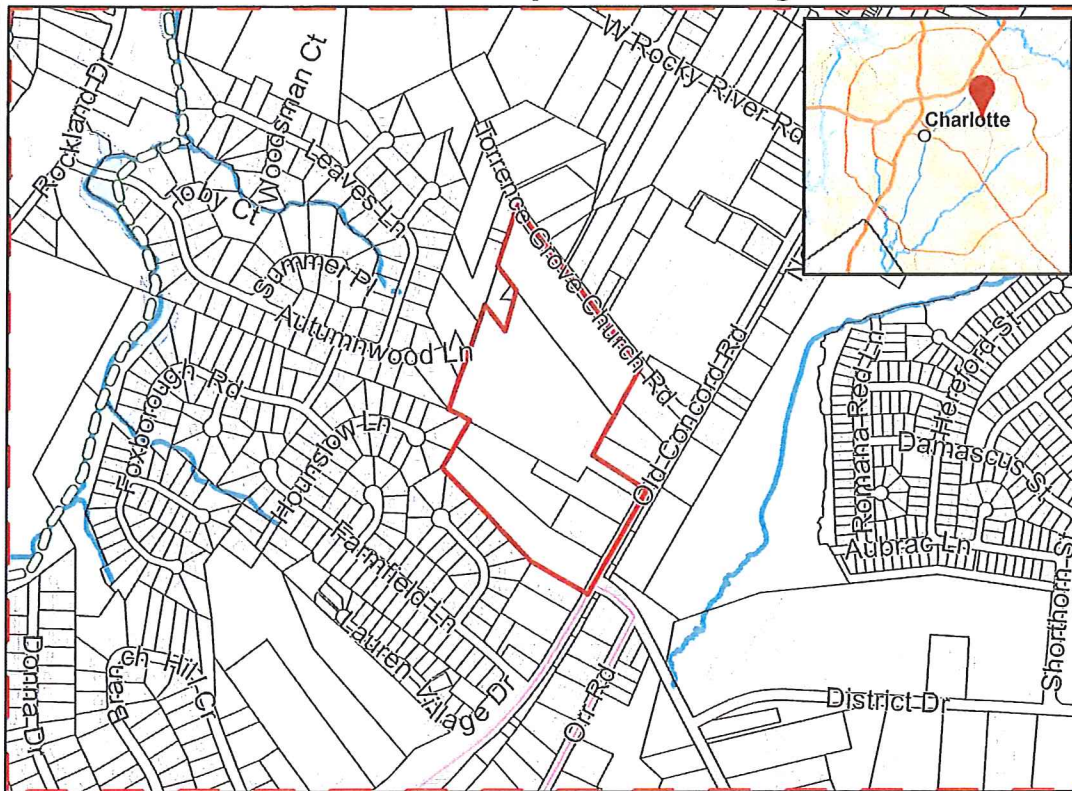 W Rocky River Rd
Charlotte
Rockland Dr
Woodsman Ct
Leaves Ln
Toby Ct
Torrence Grove Church Rd
Summer Pl
Autumnwood Ln
Foxborough Rd
Hounslow Ln
Old Concord Rd
N
Romana Red Ln
Hereford St
Damascus St
Aubrac Ln
Farmfield Ln
Lauren Village Dr
Orr Rd
District Dr
Shorthorn S
Donna D
Branch Hill Cr